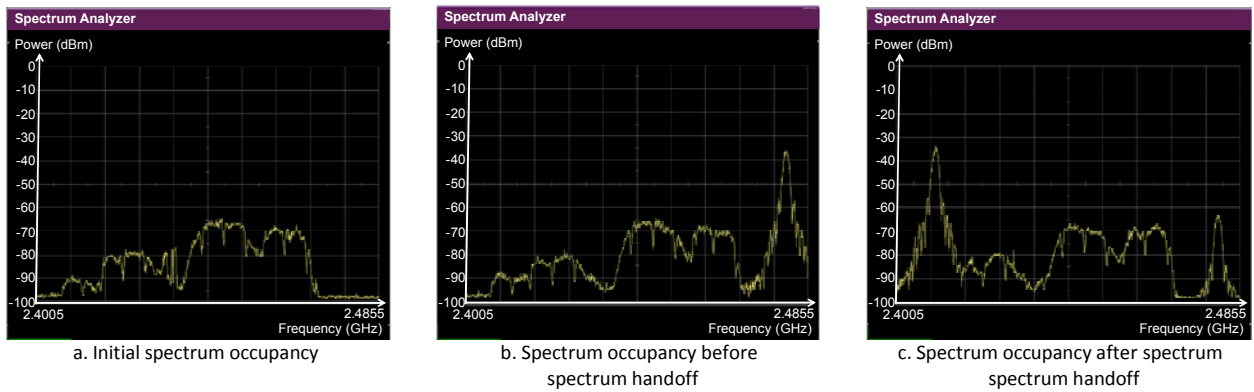 Spectrum Analyzer
Power (dBm)
0
-10
-20
-30
-40
-50
-60
-70
-80
-90
-100
2.4005
2.4855
Frequency (GHz)
a. Initial spectrum occupancy
Spectrum Analyzer
Power (dBm)
0
-10
-20
-30
-40
-50
-60
-70
-80
-90
-100
2.4005
2.4855
Frequency (GHz)
b. Spectrum occupancy before
spectrum handoff
Spectrum Analyzer
Power (dBm)
0
-10
-20
-30
-40
-50
-60
-70
-80
-90
-100
2.4005
2.4855
Frequency (GHz)
c. Spectrum occupancy after spectrum
spectrum handoff